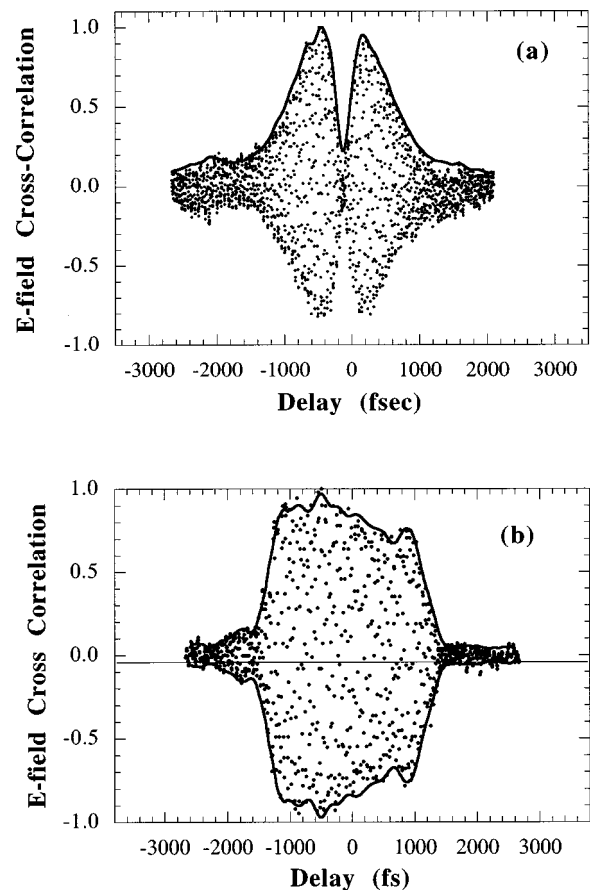 (a)
E-field Cross-Correlation
1.0
0.5
0.0
-0.5
-1.0
-3000 -2000 -1000 0 1000 2000 3000
Delay (fsec)
(b)
E-field Cross Correlation
1.0
0.5
0.0
-0.5
-1.0
-3000 -2000 -1000 0 1000 2000 3000
Delay (fs)